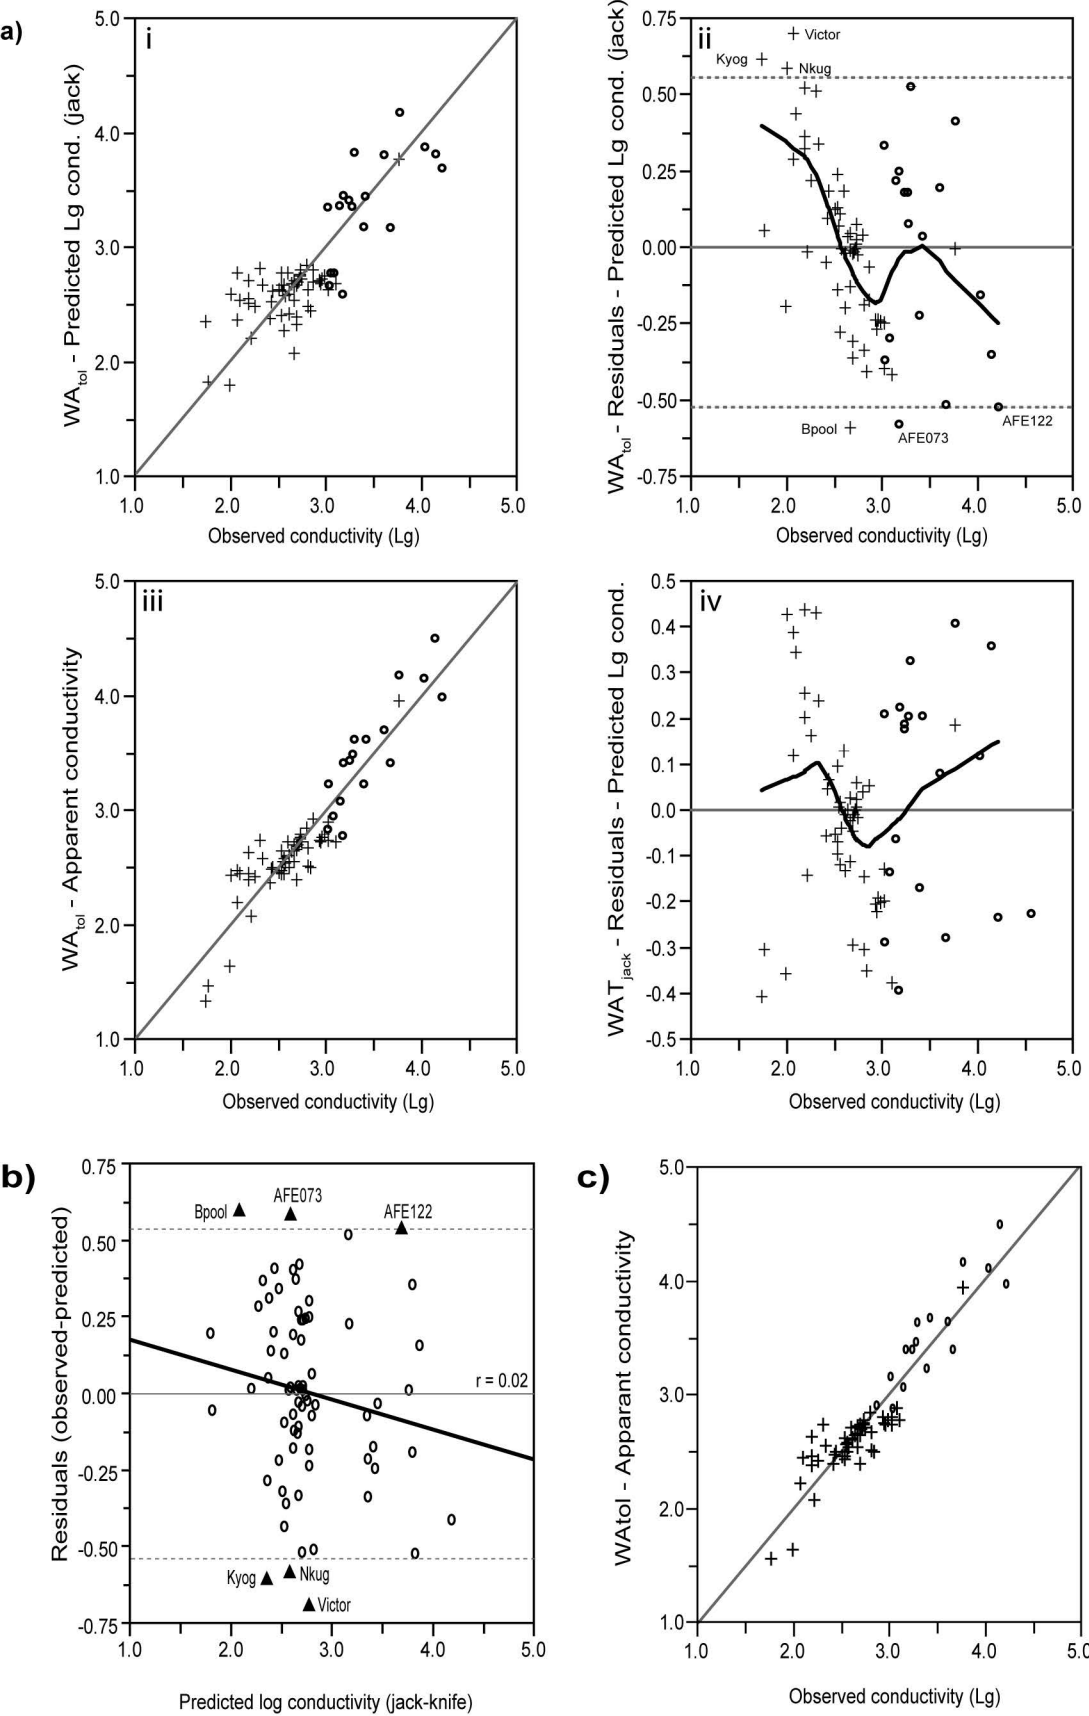 a)
i
5.0
4.0
3.0
2.0
1.0
WAtol - Predicted Lg cond. (jack)
1.0 2.0 3.0 4.0 5.0
Observed conductivity (Lg)
ii
0.75
0.50
0.25
0.00
-0.25
-0.50
-0.75
WAtol - Residuals - Predicted Lg cond. (jack)
Victor
Kyog
Nkug
Bpool
AFE073
AFE122
1.0 2.0 3.0 4.0 5.0
Observed conductivity (Lg)
iii
5.0
4.0
3.0
2.0
1.0
WAtol - Apparent conductivity
1.0 2.0 3.0 4.0 5.0
Observed conductivity (Lg)
iv
0.5
0.4
0.3
0.2
0.1
0.0
-0.1
-0.2
-0.3
-0.4
-0.5
WATjack - Residuals - Predicted Lg cond.
1.0 2.0 3.0 4.0 5.0
Observed conductivity (Lg)
b)
0.75
0.50
0.25
0.00
-0.25
-0.50
-0.75
Residuals (observed-predicted)
Bpool
AFE073
AFE122
r = 0.02
Kyog
Nkug
Victor
1.0 2.0 3.0 4.0 5.0
Predicted log conductivity (jack-knife)
c)
5.0
4.0
3.0
2.0
1.0
WAtol - Apparant conductivity
1.0 2.0 3.0 4.0 5.0
Observed conductivity (Lg)